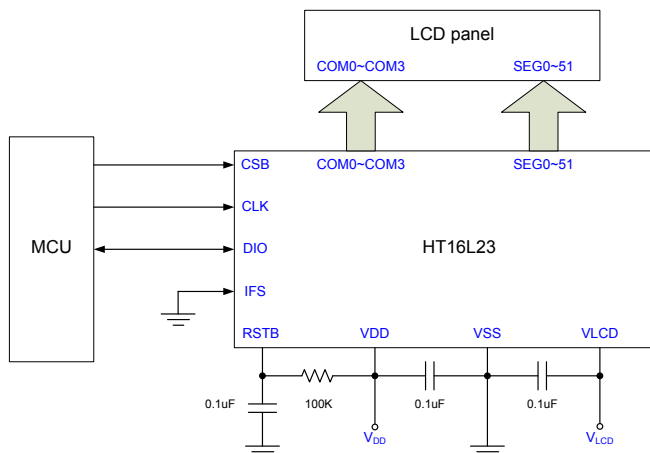 LCD panel
COM0~COM3 SEG0~51
COM0~COM3 SEG0~51
CSB
CLK
MCU
DIO
HT16L23
IFS
RSTB VDD VSS VLCD
0.1uF 100K 0.1uF 0.1uF
VDD VLCD